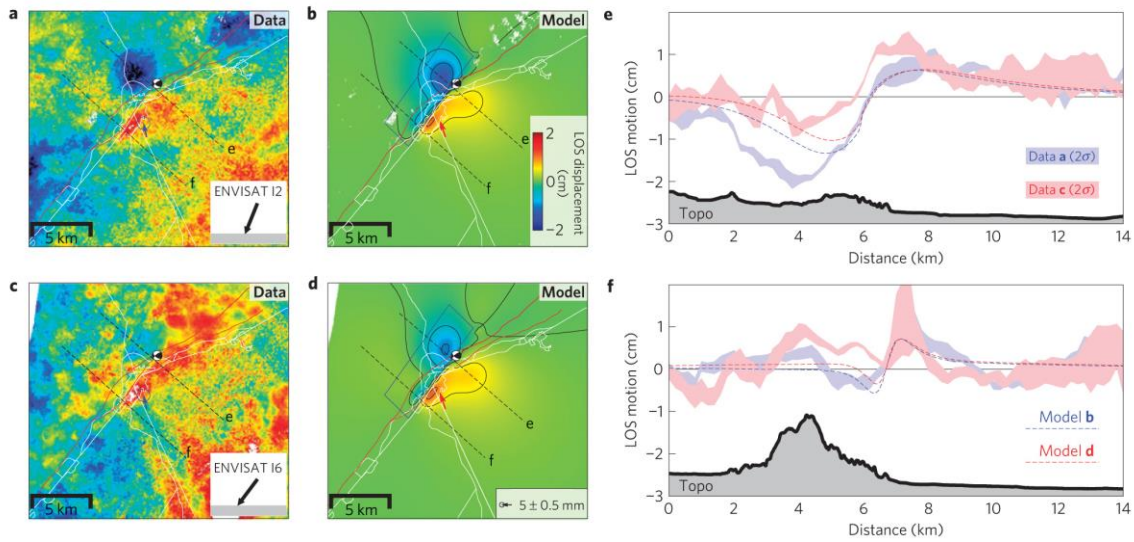 a
Data
e
f
ENVISAT I2
5 km
b
Model
e
f
2
0
−2
LOS displacement
(cm)
5 km
c
Data
e
f
ENVISAT I6
5 km
d
Model
e
f
5 km
5 ± 0.5 mm
e
LOS motion (cm)
1
0
−1
−2
−3
Data a (2σ)
Data c (2σ)
Topo
0 2 4 6 8 10 12 14
Distance (km)
f
LOS motion (cm)
1
0
−1
−2
−3
Model b
Model d
Topo
0 2 4 6 8 10 12 14
Distance (km)